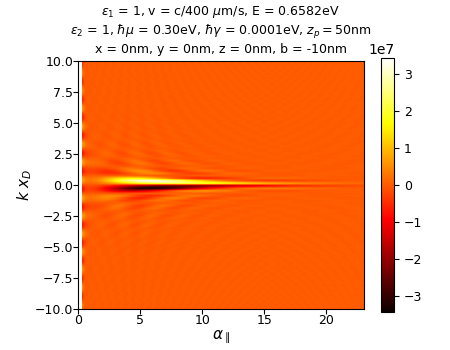 ε₁ = 1, v = c/400 μm/s, E = 0.6582eV
ε₂ = 1, ħμ = 0.30eV, ħγ = 0.0001eV, zₚ = 50nm
x = 0nm, y = 0nm, z = 0nm, b = -10nm
1e7
10.0
7.5
5.0
2.5
0.0
−2.5
−5.0
−7.5
−10.0
k x_D
0 5 10 15 20
α∥
3
2
1
0
−1
−2
−3